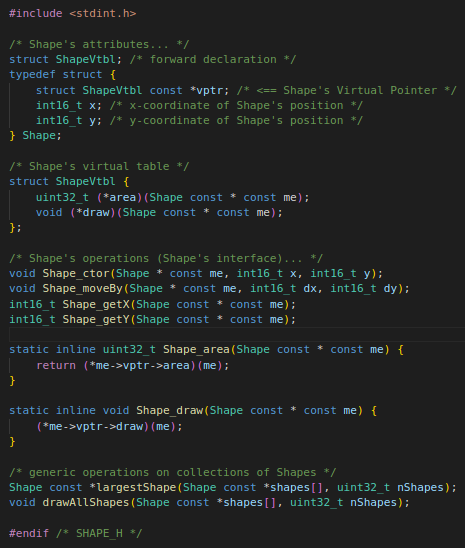 #include <stdint.h>
/* Shape's attributes... */
struct ShapeVtbl; /* forward declaration */
typedef struct {
    struct ShapeVtbl const *vptr; /* <== Shape's Virtual Pointer */
    int16_t x; /* x-coordinate of Shape's position */
    int16_t y; /* y-coordinate of Shape's position */
} Shape;
/* Shape's virtual table */
struct ShapeVtbl {
    uint32_t (*area)(Shape const * const me);
    void (*draw)(Shape const * const me);
};
/* Shape's operations (Shape's interface)... */
void Shape_ctor(Shape * const me, int16_t x, int16_t y);
void Shape_moveBy(Shape * const me, int16_t dx, int16_t dy);
int16_t Shape_getX(Shape const * const me);
int16_t Shape_getY(Shape const * const me);
static inline uint32_t Shape_area(Shape const * const me) {
    return (*me->vptr->area)(me);
}
static inline void Shape_draw(Shape const * const me) {
    (*me->vptr->draw)(me);
}
/* generic operations on collections of Shapes */
Shape const *largestShape(Shape const *shapes[], uint32_t nShapes);
void drawAllShapes(Shape const *shapes[], uint32_t nShapes);
#endif /* SHAPE_H */